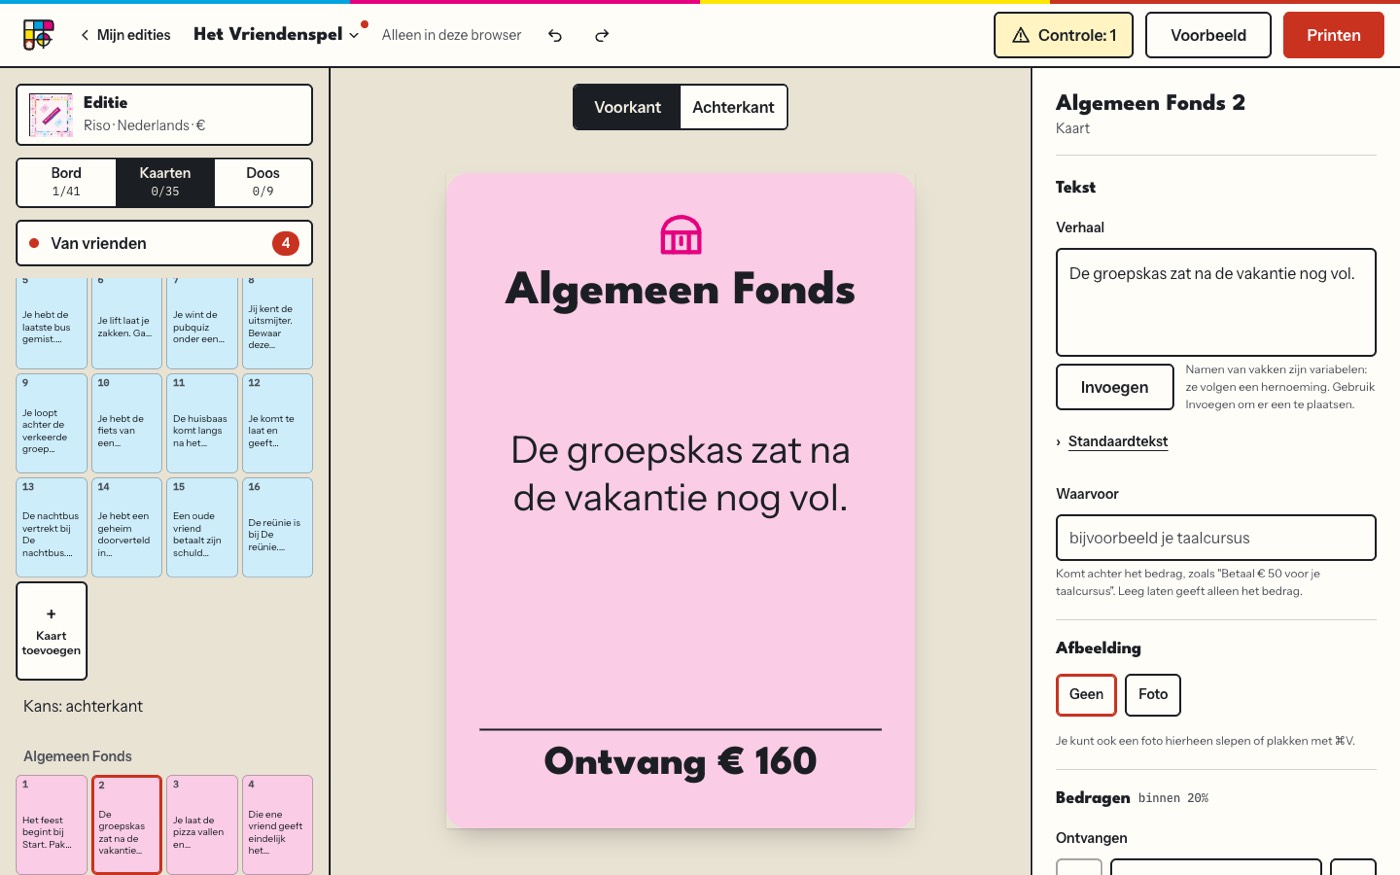 Mijn edities
Het Vriendenspel
Alleen in deze browser
Controle: 1
Voorbeeld
Printen
Editie
Riso · Nederlands · €
Bord
1/41
Kaarten
0/35
Doos
0/9
Van vrienden
4
5
Je hebt de
laatste bus
gemist.…
6
Je lift laat je
zakken. Ga…
7
Je wint de
pubquiz
onder een…
8
Jij kent de
uitsmijter.
Bewaar
deze…
9
Je loopt
achter de
verkeerde
groep…
10
Je hebt de
fiets van
een…
11
De huisbaas
komt langs
na het…
12
Je komt te
laat en
geeft…
13
De nachtbus
vertrekt bij
De
nachtbus.…
14
Je hebt een
geheim
doorverteld
in…
15
Een oude
vriend
betaalt zijn
schuld…
16
De reünie is
bij De
reünie.…
+
Kaart
toevoegen
Kans: achterkant
Algemeen Fonds
1
Het feest
begint bij
Start. Pak…
2
De
groepskas
zat na de
vakantie…
3
Je laat de
pizza vallen
en…
4
Die ene
vriend geeft
eindelijk
het…
Voorkant
Achterkant
Algemeen Fonds
De groepskas zat na
de vakantie nog vol.
Ontvang € 160
Algemeen Fonds 2
Kaart
Tekst
Verhaal
De groepskas zat na de vakantie nog vol.
Invoegen
Namen van vakken zijn variabelen:
ze volgen een hernoeming. Gebruik
Invoegen om er een te plaatsen.
› Standaardtekst
Waarvoor
bijvoorbeeld je taalcursus
Komt achter het bedrag, zoals "Betaal € 50 voor je
taalcursus". Leeg laten geeft alleen het bedrag.
Afbeelding
Geen
Foto
Je kunt ook een foto hierheen slepen of plakken met ⌘V.
Bedragen binnen 20%
Ontvangen